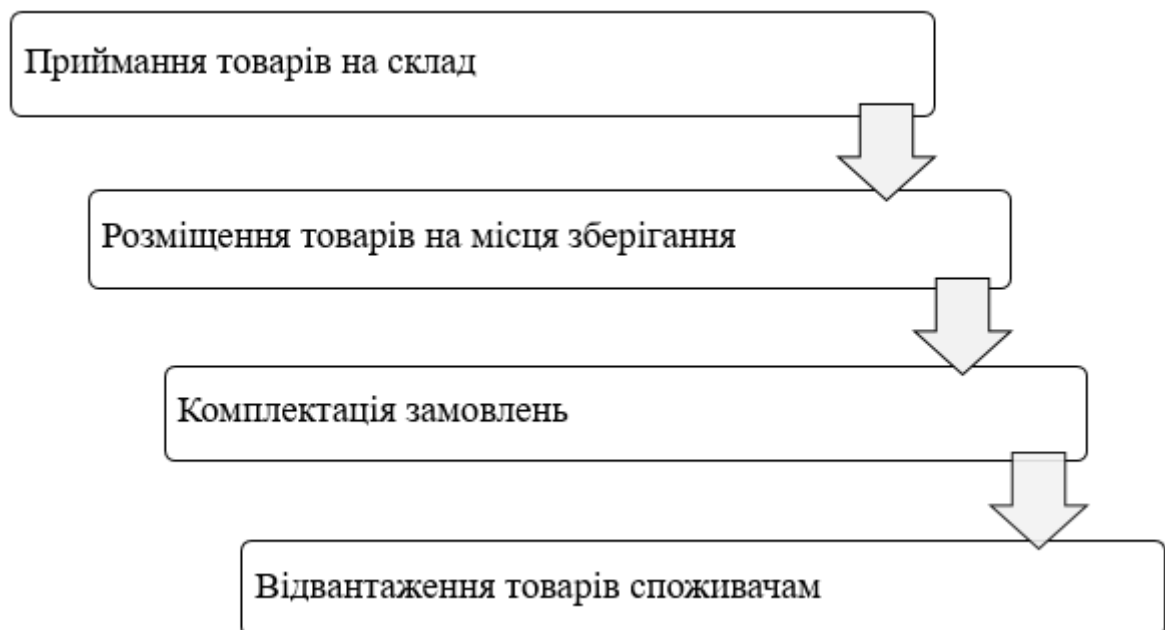 Приймання товарів на склад
Розміщення товарів на місця зберігання
Комплектація замовлень
Відвантаження товарів споживачам